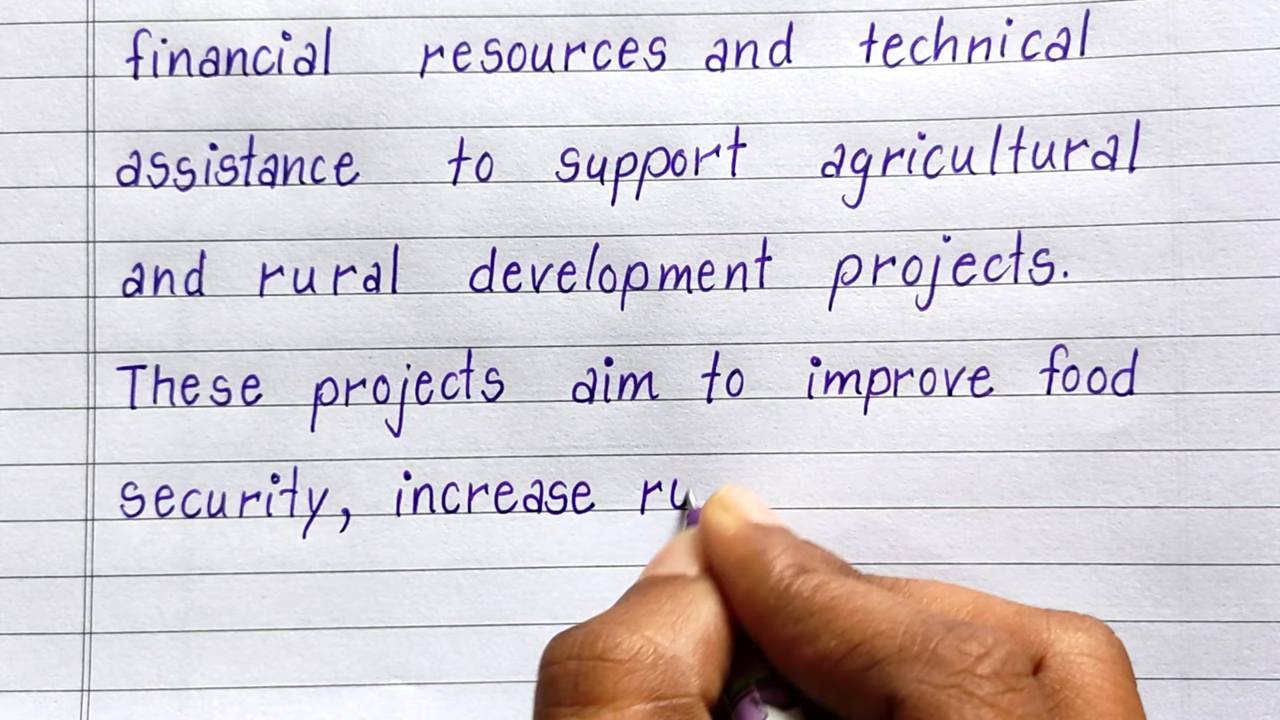 financial resources and technical
assistance to support agricultural
and rural development projects.
These projects aim to improve food
security, increase ru